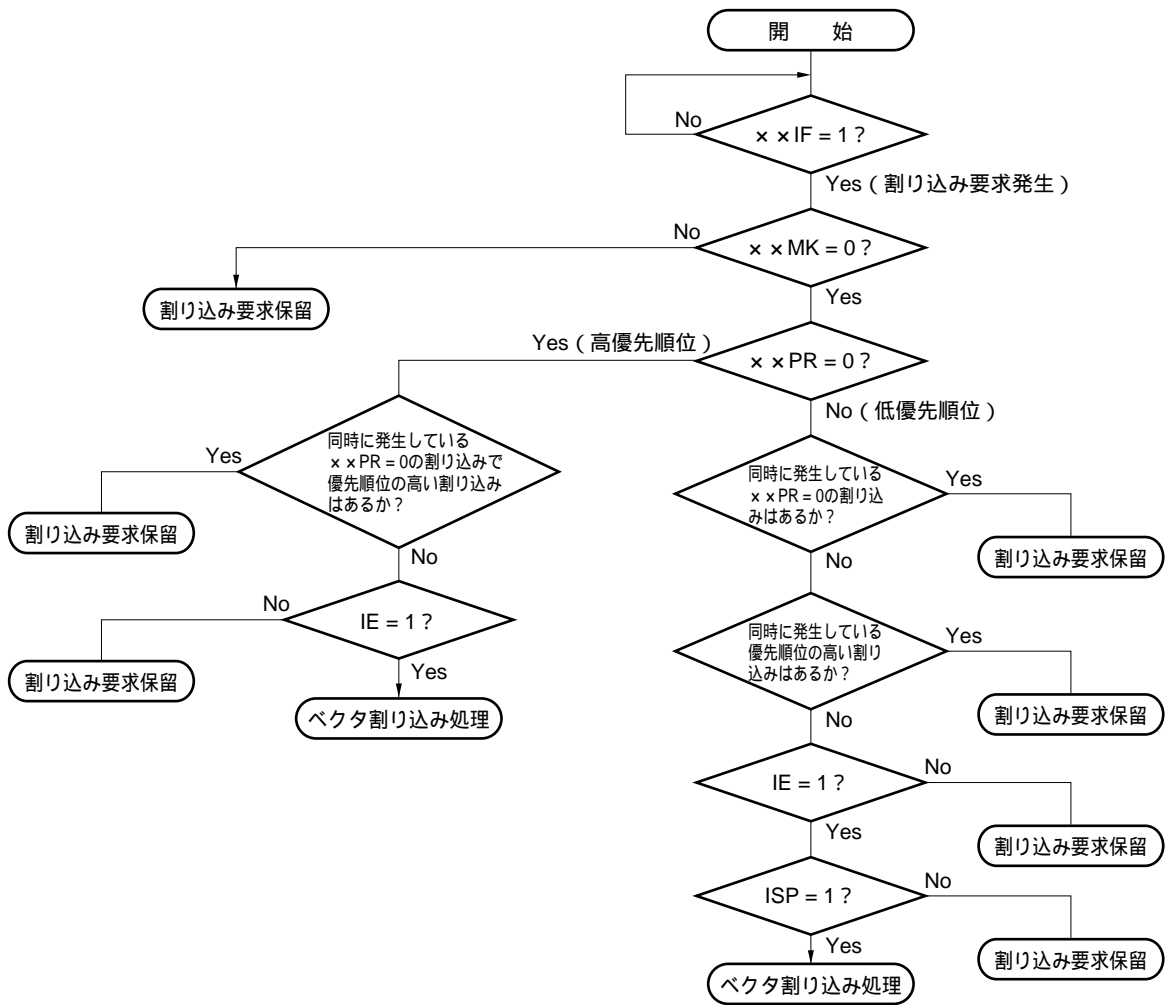 開　　始
No
××IF = 1？
Yes（割り込み要求発生）
No
××MK = 0？
割り込み要求保留
Yes
Yes（高優先順位）
××PR = 0？
No（低優先順位）
同時に発生している
××PR = 0の割り込みで
優先順位の高い割り込み
はあるか？
Yes
割り込み要求保留
No
IE = 1？
No
割り込み要求保留
Yes
ベクタ割り込み処理
同時に発生している
××PR = 0の割り込
みはあるか？
Yes
割り込み要求保留
No
同時に発生している
優先順位の高い割り
込みはあるか？
Yes
割り込み要求保留
No
IE = 1？
No
割り込み要求保留
Yes
ISP = 1？
No
割り込み要求保留
Yes
ベクタ割り込み処理